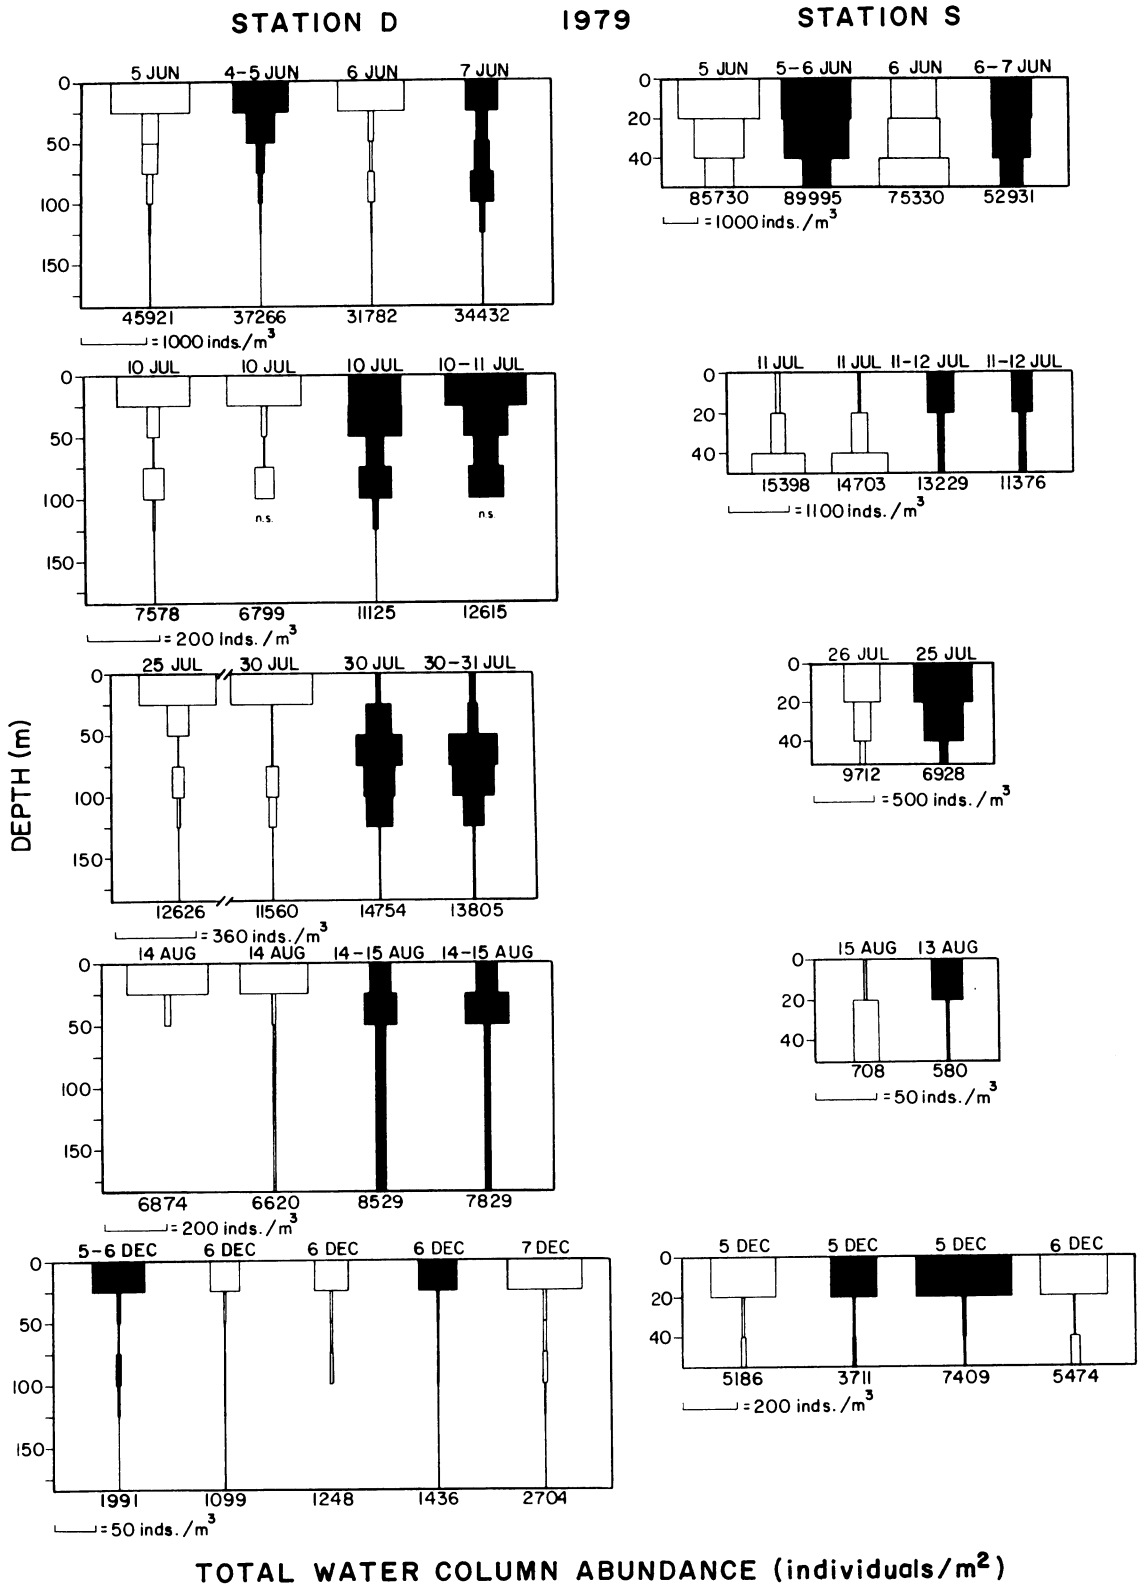 STATION D 1979 STATION S
5 JUN 4-5 JUN 6 JUN 7 JUN
0
50
100
150
45921 37266 31782 34432
= 1000 inds./m³
5 JUN 5-6 JUN 6 JUN 6-7 JUN
0
20
40
85730 89995 75330 52931
= 1000 inds./m³
10 JUL 10 JUL 10 JUL 10-11 JUL
0
50
100
n.s. n.s.
150
7578 6799 11125 12615
= 200 inds./m³
11 JUL 11 JUL 11-12 JUL 11-12 JUL
0
20
40
15398 14703 13229 11376
= 1100 inds./m³
25 JUL 30 JUL 30 JUL 30-31 JUL
0
50
100
150
12626 11560 14754 13805
= 360 inds./m³
26 JUL 25 JUL
0
20
40
9712 6928
= 500 inds./m³
DEPTH (m)
14 AUG 14 AUG 14-15 AUG 14-15 AUG
0
50
100
150
6874 6620 8529 7829
= 200 inds./m³
15 AUG 13 AUG
0
20
40
708 580
= 50 inds./m³
5-6 DEC 6 DEC 6 DEC 6 DEC 7 DEC
0
50
100
150
1991 1099 1248 1436 2704
= 50 inds./m³
5 DEC 5 DEC 5 DEC 6 DEC
0
20
40
5186 3711 7409 5474
= 200 inds./m³
TOTAL WATER COLUMN ABUNDANCE (individuals/m²)